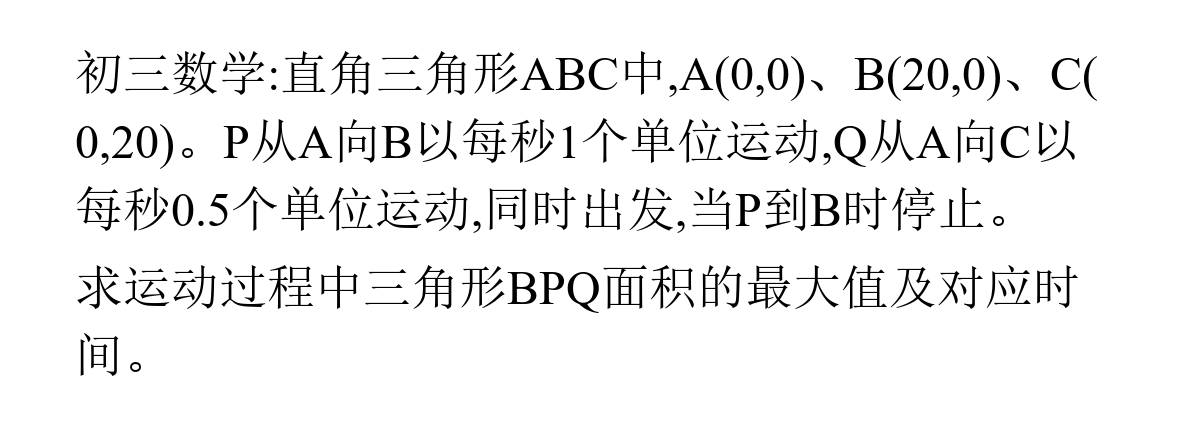 初三数学:直角三角形ABC中,A(0,0)、B(20,0)、C(
0,20)。P从A向B以每秒1个单位运动,Q从A向C以
每秒0.5个单位运动,同时出发,当P到B时停止。
求运动过程中三角形BPQ面积的最大值及对应时
间。